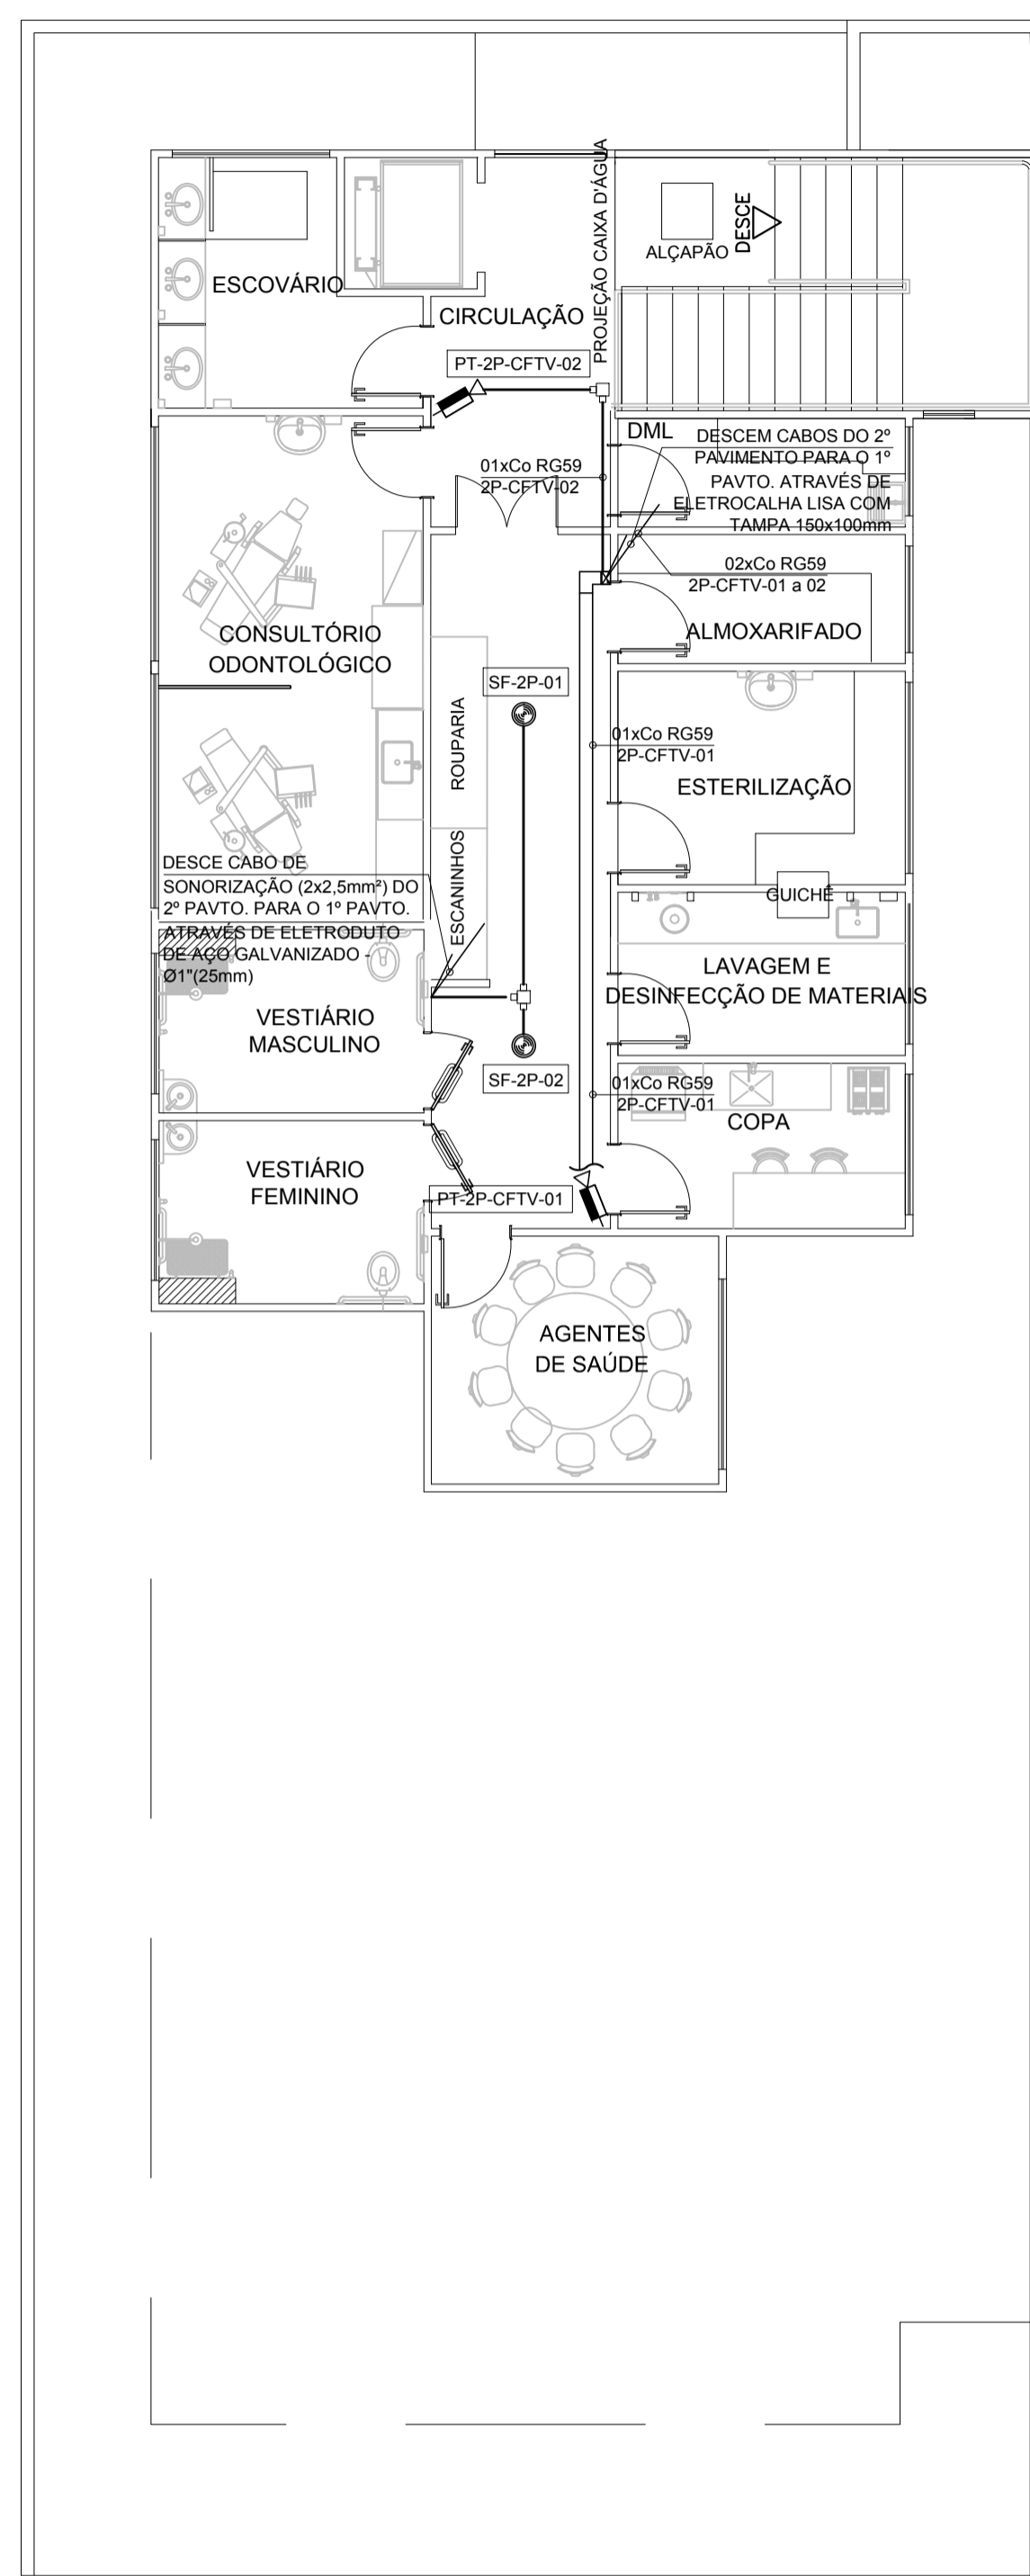 PROJEÇÃO CAIXA D'ÁGUA
DESCE
ALÇAPÃO
ESCOVÁRIO
CIRCULAÇÃO
PT-2P-CFTV-02
DML
DESCEM CABOS DO 2º
PAVIMENTO PARA O 1º
PAVTO. ATRAVÉS DE
ELETROCALHA LISA COM
TAMPA 150x100mm
01xCo RG59
2P-CFTV-02
02xCo RG59
2P-CFTV-01 a 02
CONSULTÓRIO
ODONTOLÓGICO
ALMOXARIFADO
SF-2P-01
ROUPARIA
01xCo RG59
2P-CFTV-01
ESTERILIZAÇÃO
ESCANINHOS
DESCE CABO DE
SONORIZAÇÃO (2x2,5mm²) DO
2º PAVTO. PARA O 1º PAVTO.
ATRAVÉS DE ELETRODUTO
DE AÇO GALVANIZADO -
Ø1"(25mm)
GUICHÊ
LAVAGEM E
DESINFECÇÃO DE MATERIAIS
VESTIÁRIO
MASCULINO
SF-2P-02
01xCo RG59
2P-CFTV-01
COPA
VESTIÁRIO
FEMININO
PT-2P-CFTV-01
AGENTES
DE SAÚDE